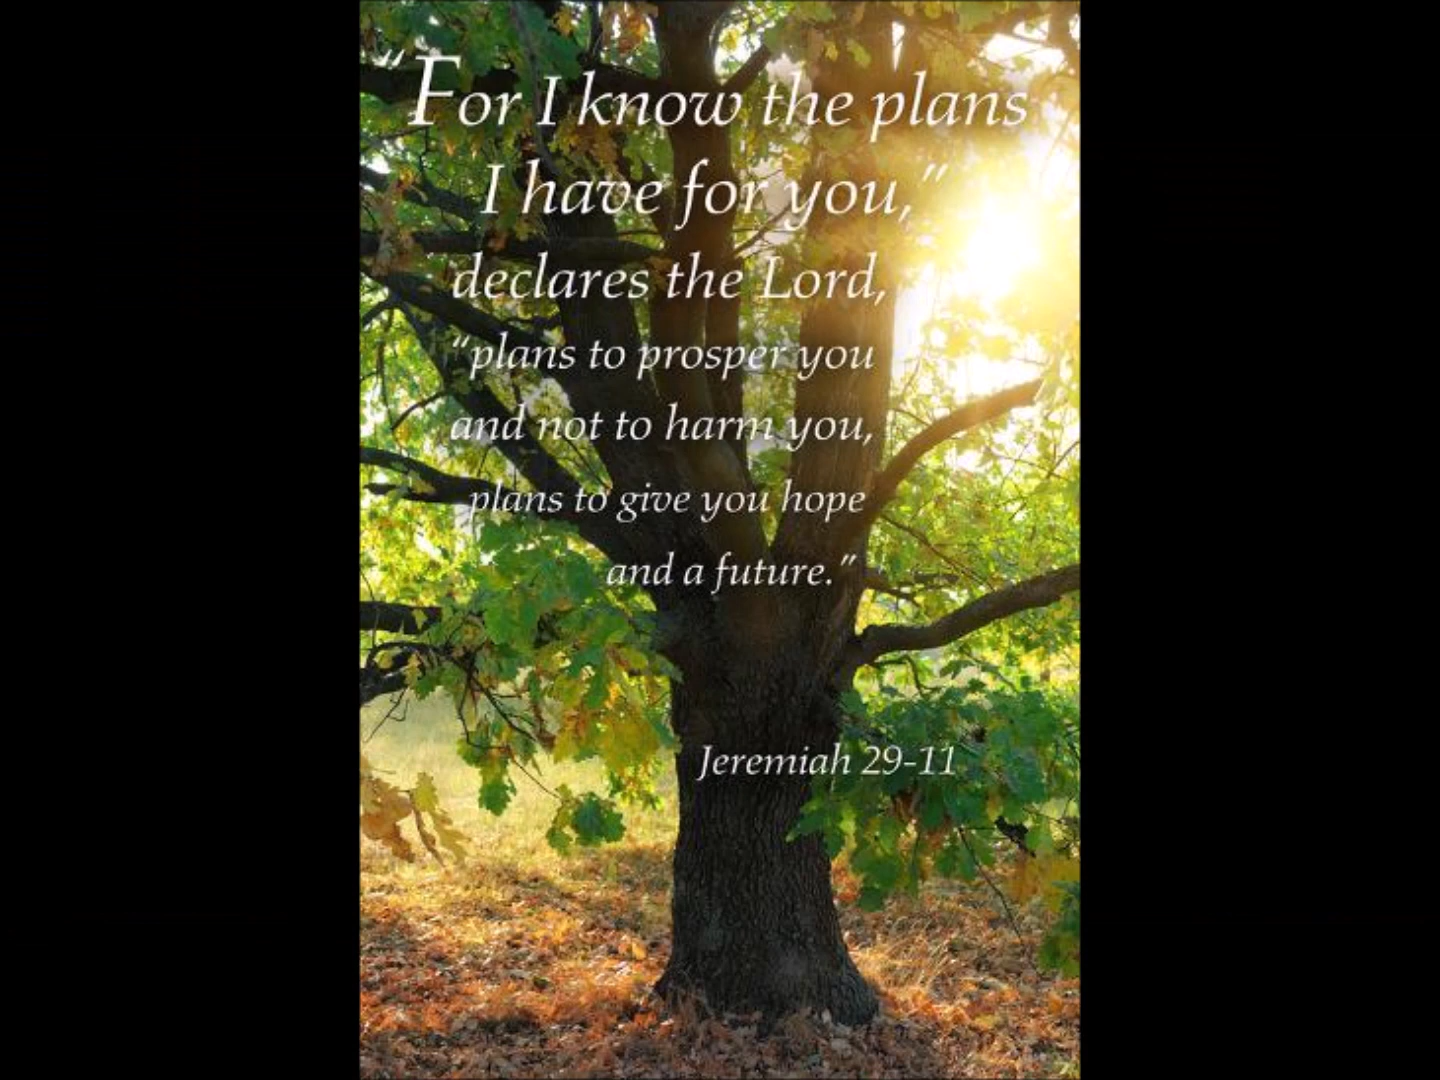 “For I know the plans
I have for you,”
declares the Lord,
“plans to prosper you
and not to harm you,
plans to give you hope
and a future.”
Jeremiah 29-11